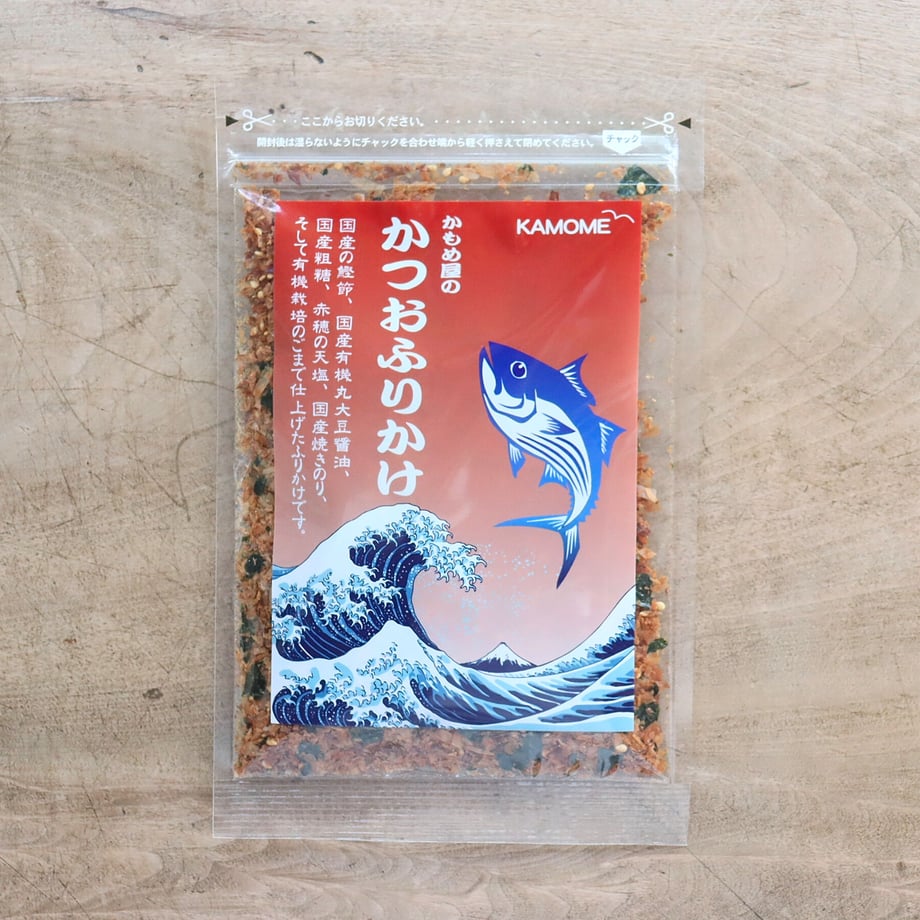 ここからお切りください。
開封後は湿らないようにチャックを合わせ端から軽く押さえて閉めてください。
チャック
KAMOME
かもめ屋の
かつおふりかけ
国産の鰹節、国産有機丸大豆醤油、
国産粗糖、赤穂の天塩、国産焼きのり、
そして有機栽培のごまで仕上げたふりかけです。